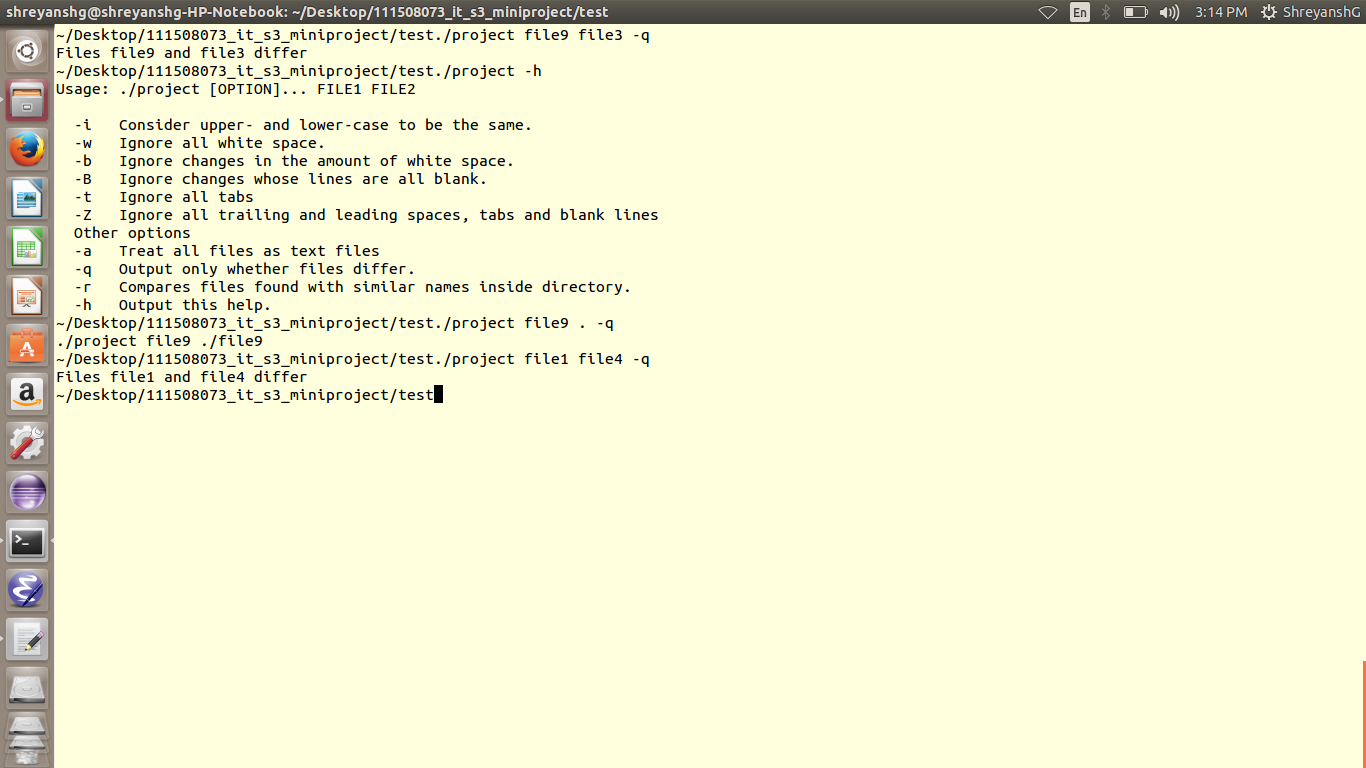 shreyanshg@shreyanshg-HP-Notebook: ~/Desktop/111508073_it_s3_miniproject/test
En
3:14 PM
ShreyanshG
~/Desktop/111508073_it_s3_miniproject/test./project file9 file3 -q
Files file9 and file3 differ
~/Desktop/111508073_it_s3_miniproject/test./project -h
Usage: ./project [OPTION]... FILE1 FILE2
-i   Consider upper- and lower-case to be the same.
-w   Ignore all white space.
-b   Ignore changes in the amount of white space.
-B   Ignore changes whose lines are all blank.
-t   Ignore all tabs
-Z   Ignore all trailing and leading spaces, tabs and blank lines
Other options
-a   Treat all files as text files
-q   Output only whether files differ.
-r   Compares files found with similar names inside directory.
-h   Output this help.
~/Desktop/111508073_it_s3_miniproject/test./project file9 . -q
./project file9 ./file9
~/Desktop/111508073_it_s3_miniproject/test./project file1 file4 -q
Files file1 and file4 differ
~/Desktop/111508073_it_s3_miniproject/test